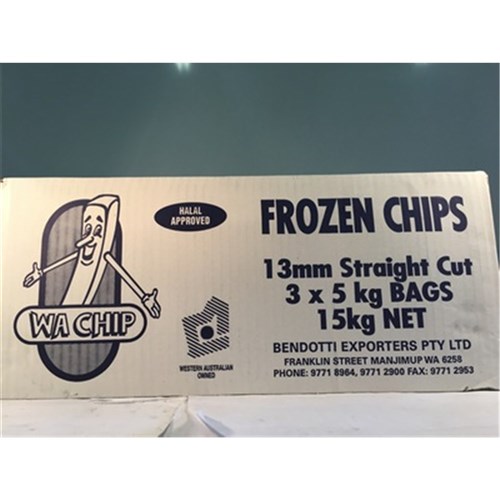 HALAL
APPROVED
FROZEN CHIPS
13mm Straight Cut
3 x 5 kg BAGS
15kg NET
WA CHIP
WESTERN AUSTRALIAN
OWNED
BENDOTTI EXPORTERS PTY LTD
FRANKLIN STREET MANJIMUP WA 6258
PHONE: 9771 8964, 9771 2900 FAX: 9771 2953